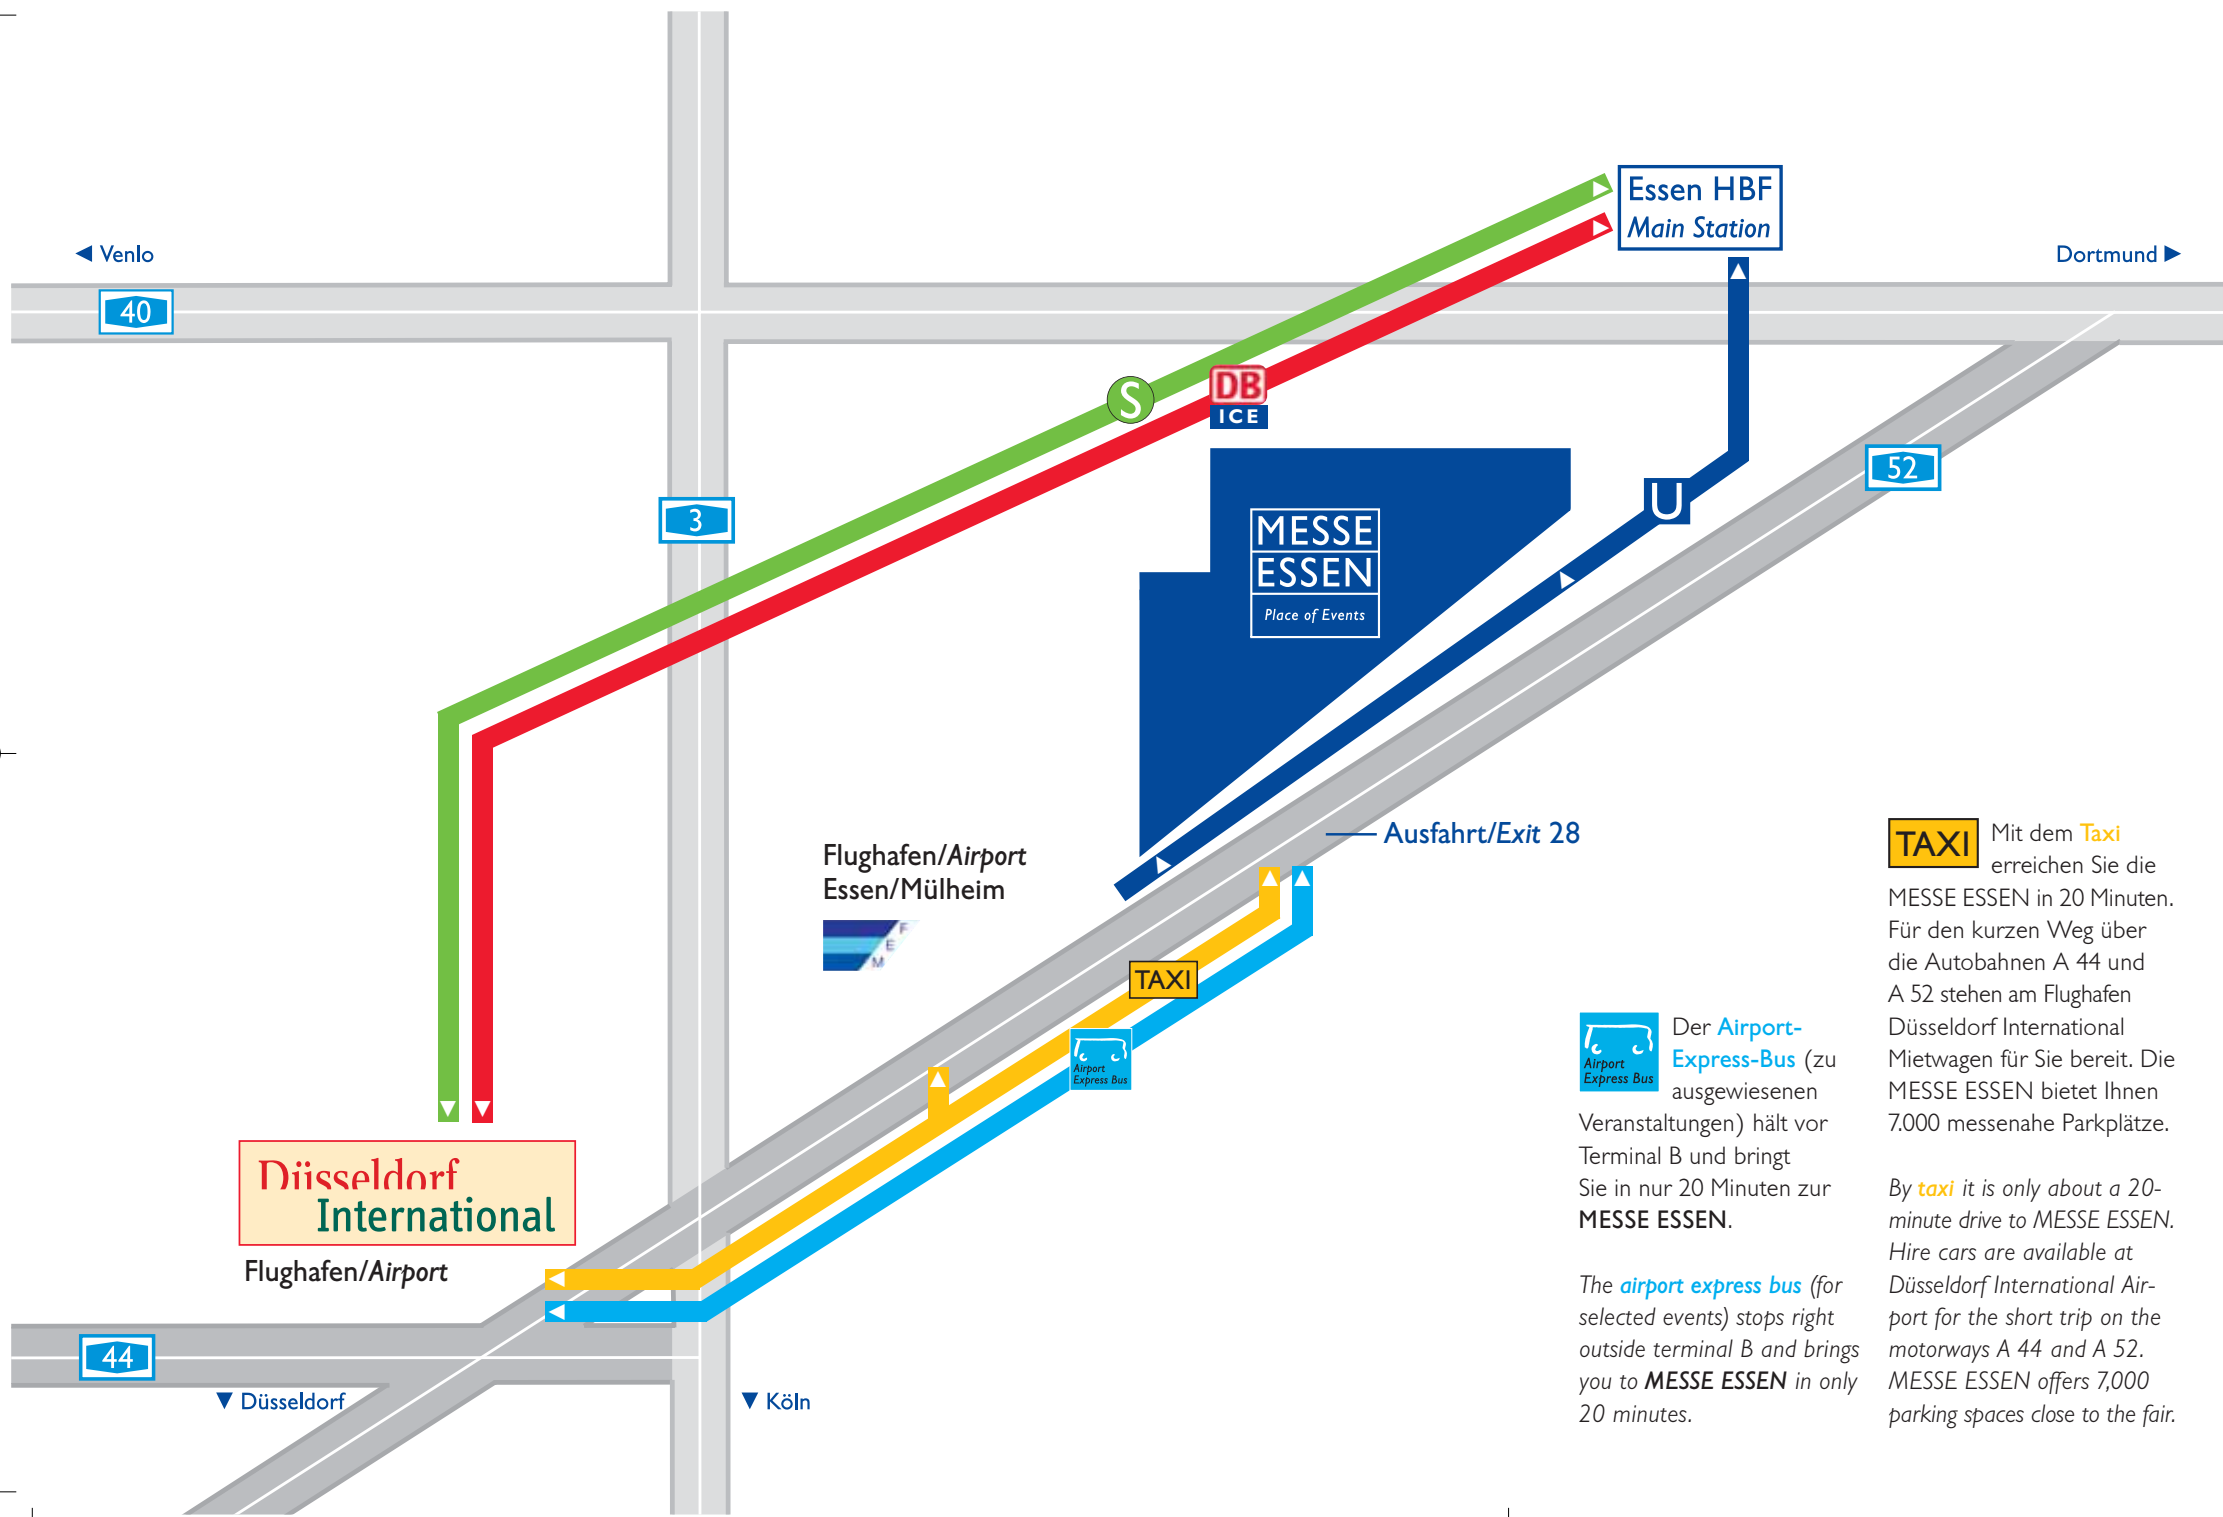 Essen HBF
Main Station
◀ Venlo
Dortmund ▶
40
S
DB
ICE
52
U
3
MESSE
ESSEN
Place of Events
Ausfahrt/Exit 28
Flughafen/Airport
Essen/Mülheim
F
E
M
TAXI
Airport
Express Bus
Düsseldorf
International
Flughafen/Airport
44
▼ Düsseldorf
▼ Köln
Airport
Express Bus
Der Airport-
Express-Bus (zu
ausgewiesenen
Veranstaltungen) hält vor
Terminal B und bringt
Sie in nur 20 Minuten zur
MESSE ESSEN.
The airport express bus (for
selected events) stops right
outside terminal B and brings
you to MESSE ESSEN in only
20 minutes.
TAXI
Mit dem Taxi
erreichen Sie die
MESSE ESSEN in 20 Minuten.
Für den kurzen Weg über
die Autobahnen A 44 und
A 52 stehen am Flughafen
Düsseldorf International
Mietwagen für Sie bereit. Die
MESSE ESSEN bietet Ihnen
7.000 messenahe Parkplätze.
By taxi it is only about a 20-
minute drive to MESSE ESSEN.
Hire cars are available at
Düsseldorf International Air-
port for the short trip on the
motorways A 44 and A 52.
MESSE ESSEN offers 7,000
parking spaces close to the fair.